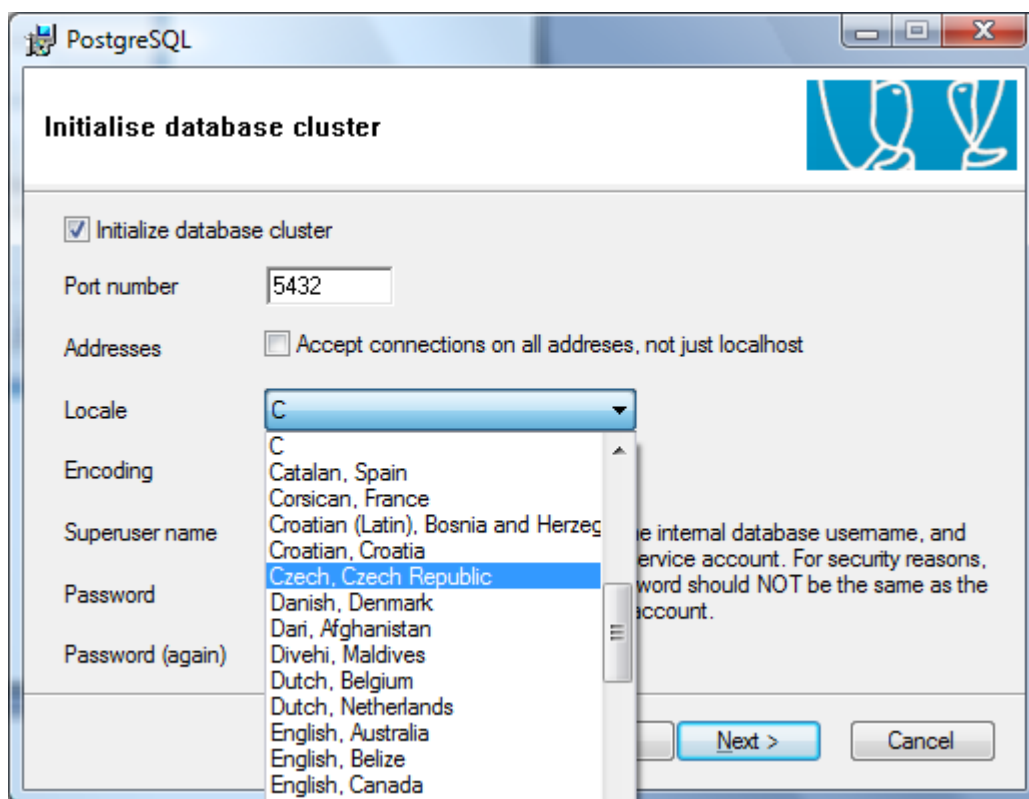 PostgreSQL
Initialise database cluster
Initialize database cluster
Port number
5432
Addresses
Accept connections on all addreses, not just localhost
Locale
C
C
Catalan, Spain
Corsican, France
Croatian (Latin), Bosnia and Herzeg
Croatian, Croatia
Czech, Czech Republic
Danish, Denmark
Dari, Afghanistan
Divehi, Maldives
Dutch, Belgium
Dutch, Netherlands
English, Australia
English, Belize
English, Canada
Encoding
Superuser name
internal database username, and
service account. For security reasons,
word should NOT be the same as the
account.
Password
Password (again)
Next >
Cancel